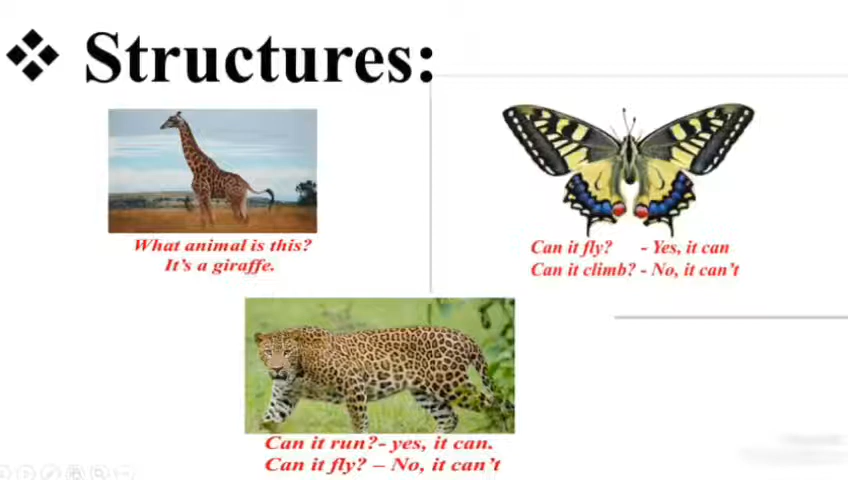 Structures:
What animal is this?
It's a giraffe.
Can it fly? - Yes, it can
Can it climb? - No, it can't
Can it run?- yes, it can.
Can it fly? – No, it can't